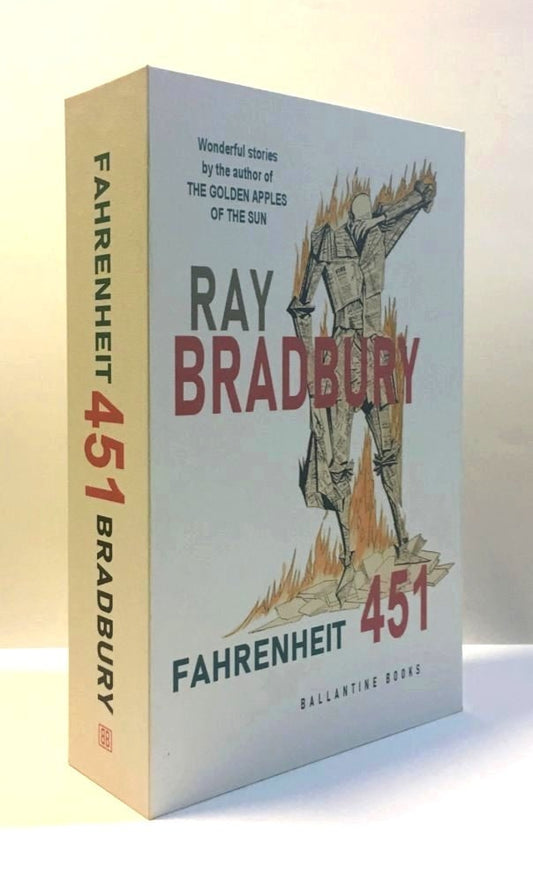 FAHRENHEIT 451 BRADBURY
BB
Wonderful stories
by the author of
THE GOLDEN APPLES
OF THE SUN
RAY
BRADBURY
FAHRENHEIT 451
BALLANTINE BOOKS